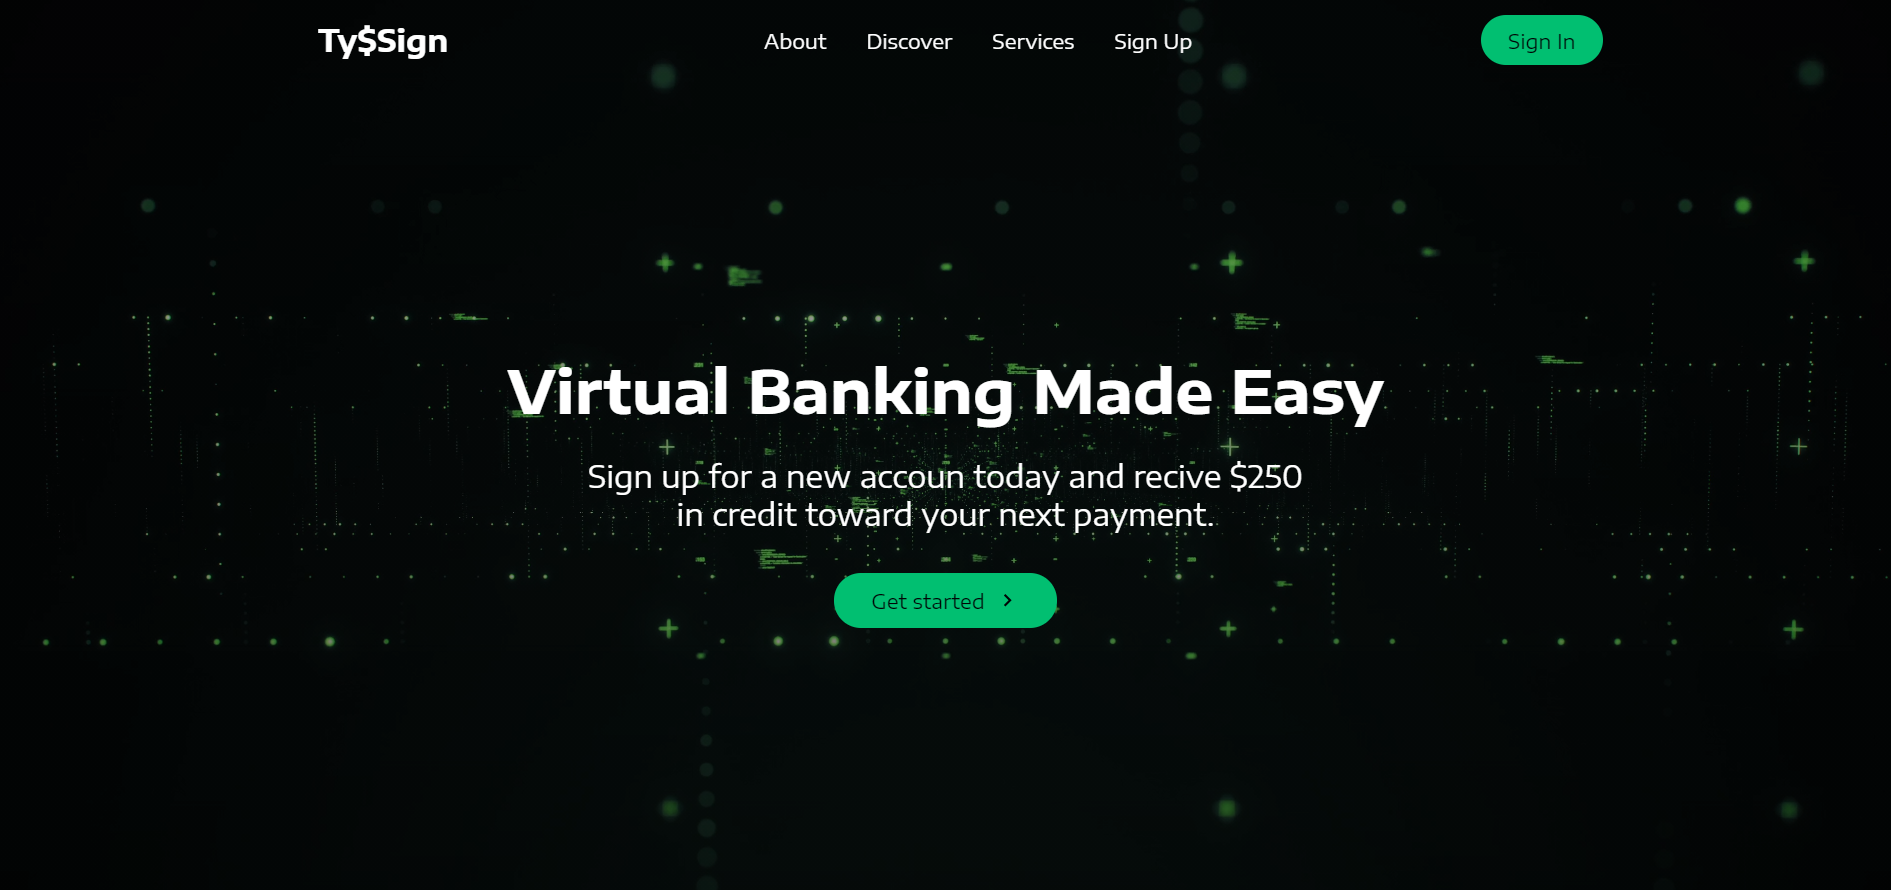 Ty$Sign
About
Discover
Services
Sign Up
Sign In
Virtual Banking Made Easy
Sign up for a new accoun today and recive $250
in credit toward your next payment.
Get started